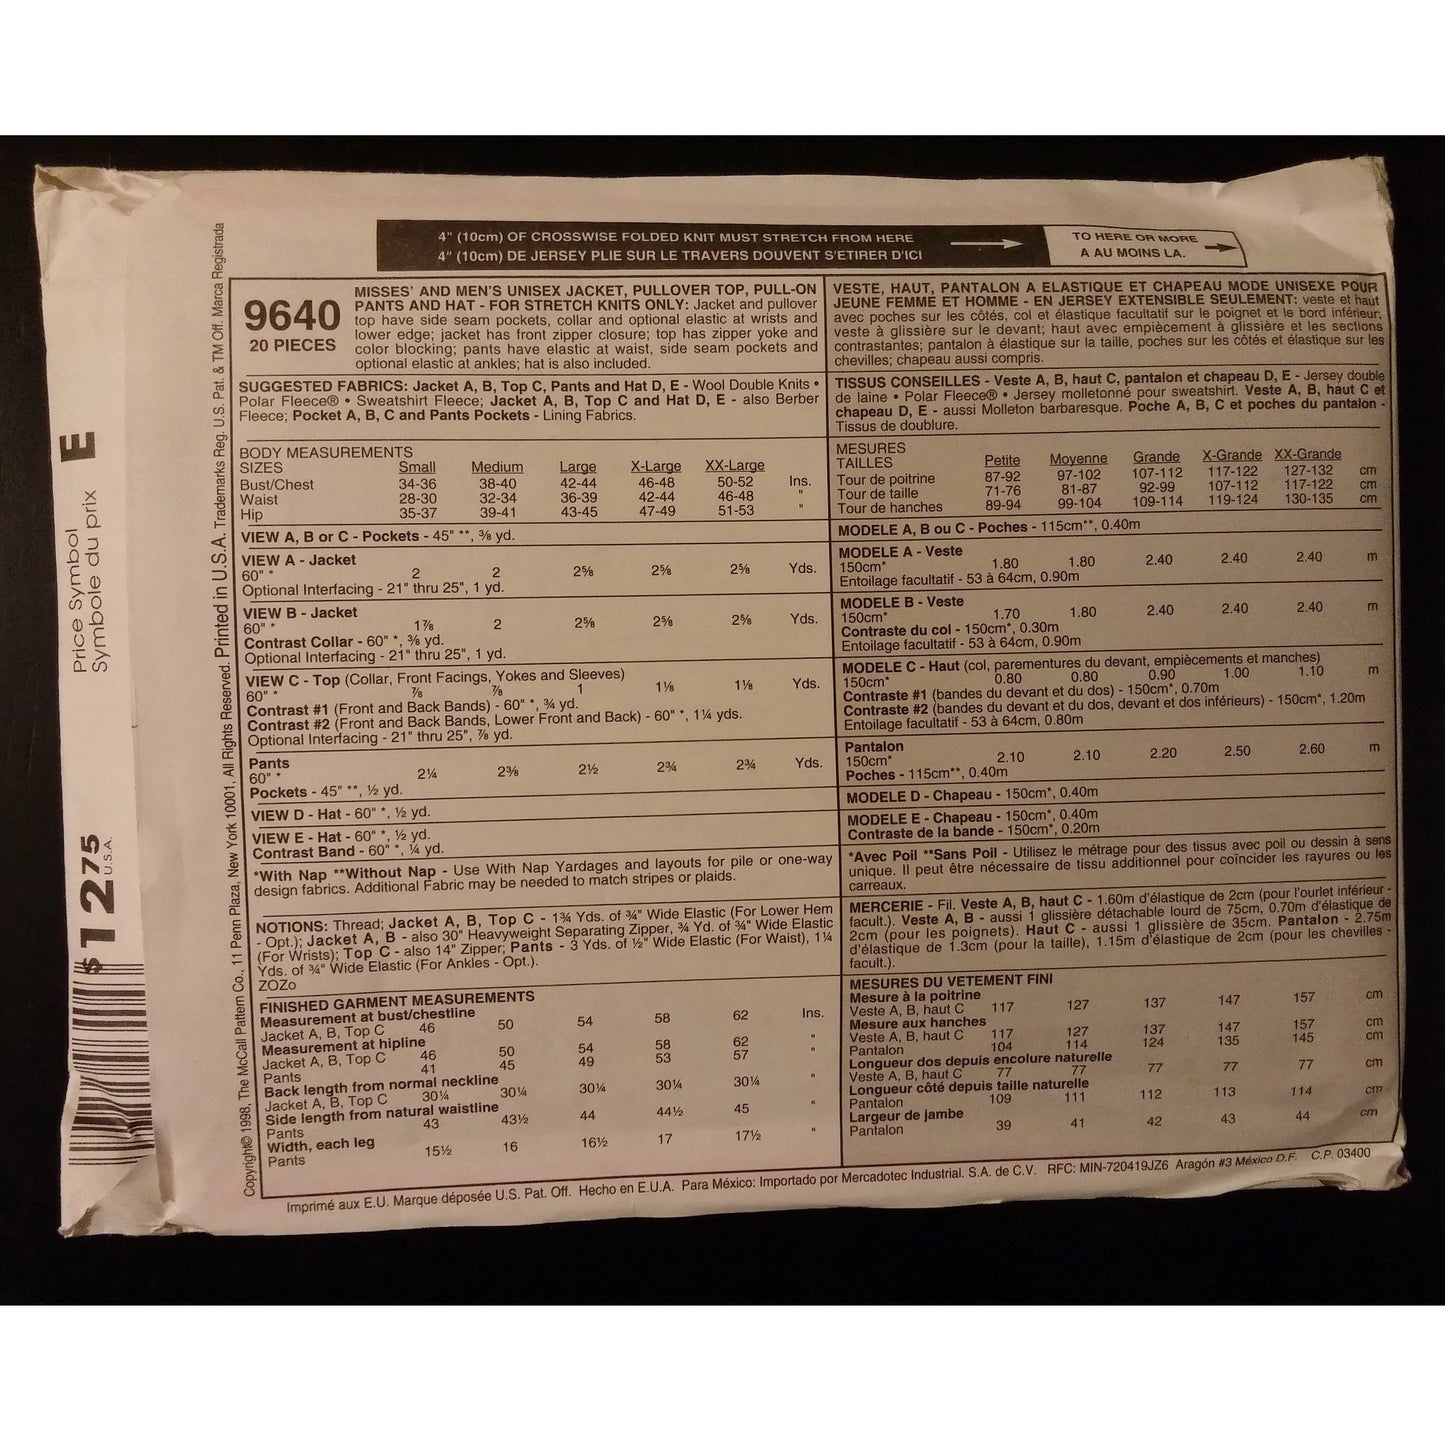 4" (10cm) OF CROSSWISE FOLDED KNIT MUST STRETCH FROM HERE
4" (10cm) DE JERSEY PLIE SUR LE TRAVERS DOUVENT S'ETIRER D'ICI
TO HERE OR MORE
A AU MOINS LA.
9640
20 PIECES
MISSES' AND MEN'S UNISEX JACKET, PULLOVER TOP, PULL-ON
PANTS AND HAT - FOR STRETCH KNITS ONLY: Jacket and pullover
top have side seam pockets, collar and optional elastic at wrists and
lower edge; jacket has front zipper closure; top has zipper yoke and
color blocking; pants have elastic at waist, side seam pockets and
optional elastic at ankles; hat is also included.
SUGGESTED FABRICS: Jacket A, B, Top C, Pants and Hat D, E - Wool Double Knits •
Polar Fleece® • Sweatshirt Fleece; Jacket A, B, Top C and Hat D, E - also Berber
Fleece; Pocket A, B, C and Pants Pockets - Lining Fabrics.
BODY MEASUREMENTS
SIZES Small Medium Large X-Large XX-Large
Bust/Chest 34-36 38-40 42-44 46-48 50-52 Ins.
Waist 28-30 32-34 36-39 42-44 46-48 "
Hip 35-37 39-41 43-45 47-49 51-53 "
VIEW A, B or C - Pockets - 45" **, ⅜ yd.
VIEW A - Jacket
60" * 2 2 2⅝ 2⅝ 2⅝ Yds.
Optional Interfacing - 21" thru 25", 1 yd.
VIEW B - Jacket
60" * 1⅞ 2 2⅝ 2⅝ 2⅝ Yds.
Contrast Collar - 60" *, ⅜ yd.
Optional Interfacing - 21" thru 25", 1 yd.
VIEW C - Top (Collar, Front Facings, Yokes and Sleeves)
60" * ⅞ ⅞ 1 1⅛ 1⅛ Yds.
Contrast #1 (Front and Back Bands) - 60" *, ¾ yd.
Contrast #2 (Front and Back Bands, Lower Front and Back) - 60" *, 1¼ yds.
Optional Interfacing - 21" thru 25", ⅞ yd.
Pants
60" * 2¼ 2⅜ 2½ 2¾ 2¾ Yds.
Pockets - 45" **, ½ yd.
VIEW D - Hat - 60" *, ½ yd.
VIEW E - Hat - 60" *, ½ yd.
Contrast Band - 60" *, ¼ yd.
*With Nap **Without Nap - Use With Nap Yardages and layouts for pile or one-way
design fabrics. Additional Fabric may be needed to match stripes or plaids.
NOTIONS: Thread; Jacket A, B, Top C - 1¾ Yds. of ¾" Wide Elastic (For Lower Hem
- Opt.); Jacket A, B - also 30" Heavyweight Separating Zipper, ¾ Yd. of ¾" Wide Elastic
(For Wrists); Top C - also 14" Zipper; Pants - 3 Yds. of ½" Wide Elastic (For Waist), 1¼
Yds. of ¾" Wide Elastic (For Ankles - Opt.).
ZOZo
FINISHED GARMENT MEASUREMENTS
Measurement at bust/chestline
Jacket A, B, Top C 46 50 54 58 62 Ins.
Measurement at hipline
Jacket A, B, Top C 46 50 54 58 62 "
Pants 41 45 49 53 57 "
Back length from normal neckline
Jacket A, B, Top C 30¼ 30¼ 30¼ 30¼ 30¼ "
Side length from natural waistline
Pants 43 43½ 44 44½ 45 "
Width, each leg
Pants 15½ 16 16½ 17 17½ "
VESTE, HAUT, PANTALON A ELASTIQUE ET CHAPEAU MODE UNISEXE POUR
JEUNE FEMME ET HOMME - EN JERSEY EXTENSIBLE SEULEMENT: veste et haut
avec poches sur les côtés, col et élastique facultatif sur le poignet et le bord inférieur;
veste à glissière sur le devant; haut avec empiècement à glissière et les sections
contrastantes; pantalon à élastique sur la taille, poches sur les côtés et élastique sur les
chevilles; chapeau aussi compris.
TISSUS CONSEILLES - Veste A, B, haut C, pantalon et chapeau D, E - Jersey double
de laine • Polar Fleece® • Jersey molletonné pour sweatshirt. Veste A, B, haut C et
chapeau D, E - aussi Molleton barbaresque. Poche A, B, C et poches du pantalon -
Tissus de doublure.
MESURES
TAILLES Petite Moyenne Grande X-Grande XX-Grande
Tour de poitrine 87-92 97-102 107-112 117-122 127-132 cm
Tour de taille 71-76 81-87 92-99 107-112 117-122 cm
Tour de hanches 89-94 99-104 109-114 119-124 130-135 cm
MODELE A, B ou C - Poches - 115cm**, 0.40m
MODELE A - Veste
150cm* 1.80 1.80 2.40 2.40 2.40 m
Entoilage facultatif - 53 à 64cm, 0.90m
MODELE B - Veste
150cm* 1.70 1.80 2.40 2.40 2.40 m
Contraste du col - 150cm*, 0.30m
Entoilage facultatif - 53 à 64cm, 0.90m
MODELE C - Haut (col, parementures du devant, empiècements et manches)
150cm* 0.80 0.80 0.90 1.00 1.10 m
Contraste #1 (bandes du devant et du dos) - 150cm*, 0.70m
Contraste #2 (bandes du devant et du dos, devant et dos inférieurs) - 150cm*, 1.20m
Entoilage facultatif - 53 à 64cm, 0.80m
Pantalon
150cm* 2.10 2.10 2.20 2.50 2.60 m
Poches - 115cm**, 0.40m
MODELE D - Chapeau - 150cm*, 0.40m
MODELE E - Chapeau - 150cm*, 0.40m
Contraste de la bande - 150cm*, 0.20m
*Avec Poil **Sans Poil - Utilisez le métrage pour des tissus avec poil ou dessin à sens
unique. Il peut être nécessaire de tissu additionnel pour coïncider les rayures ou les
carreaux.
MERCERIE - Fil. Veste A, B, haut C - 1.60m d'élastique de 2cm (pour l'ourlet inférieur -
facult.). Veste A, B - aussi 1 glissière détachable lourd de 75cm, 0.70m d'élastique de
2cm (pour les poignets). Haut C - aussi 1 glissière de 35cm. Pantalon - 2.75m
d'élastique de 1.3cm (pour la taille), 1.15m d'élastique de 2cm (pour les chevilles -
facult.).
MESURES DU VETEMENT FINI
Mesure à la poitrine
Veste A, B, haut C 117 127 137 147 157 cm
Mesure aux hanches
Veste A, B, haut C 117 127 137 147 157 cm
Pantalon 104 114 124 135 145 cm
Longueur dos depuis encolure naturelle
Veste A, B, haut C 77 77 77 77 77 cm
Longueur côté depuis taille naturelle
Pantalon 109 111 112 113 114 cm
Largeur de jambe
Pantalon 39 41 42 43 44 cm
Imprimé aux E.U. Marque déposée U.S. Pat. Off. Hecho en E.U.A. Para México: Importado por Mercadotec Industrial. S.A. de C.V. RFC: MIN-720419JZ6 Aragón #3 México D.F. C.P. 03400
Copyright© 1998, The McCall Pattern Co., 11 Penn Plaza, New York 10001, All Rights Reserved. Printed in U.S.A. Trademarks Reg. U.S. Pat. & TM Off. Marca Registrada
Price Symbol
Symbole du prix E
$12.75
U.S.A.